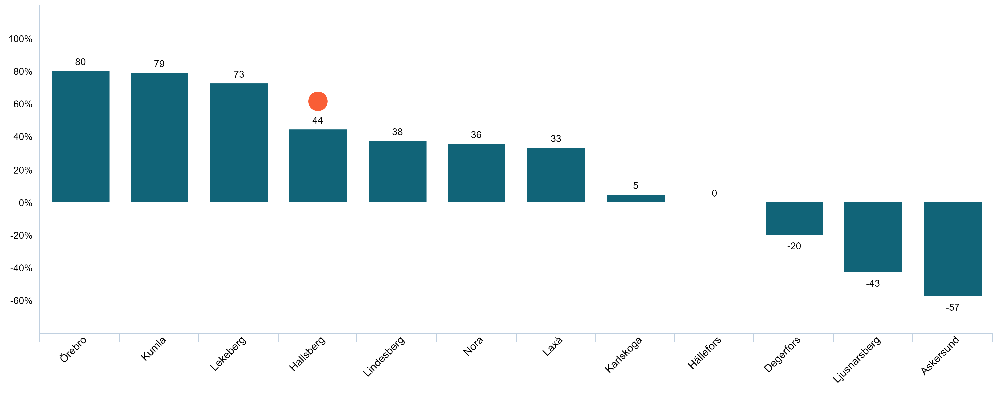 100%
80%
60%
40%
20%
0%
-20%
-40%
-60%
80
79
73
44
38
36
33
5
0
-20
-43
-57
Örebro
Kumla
Lekeberg
Hallsberg
Lindesberg
Nora
Laxå
Karlskoga
Hällefors
Degerfors
Ljusnarsberg
Askersund